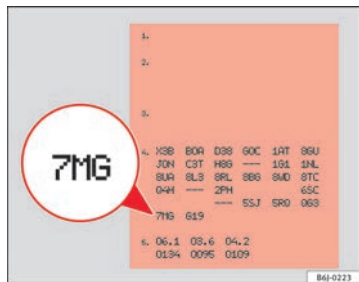 1.
2.
3.
4. X3B B0A D3S G0C 1AT 8GU
J0N C3T H8G --- 1G1 1NL
8UA 8L3 8RL 8B6 8WD 8TC
04H --- 2PH 6SC
--- 5SJ 5R0 0G3
7MG G19
7MG
5. 06.1 03.6 04.2
0134 0095 0109
B6J-0223